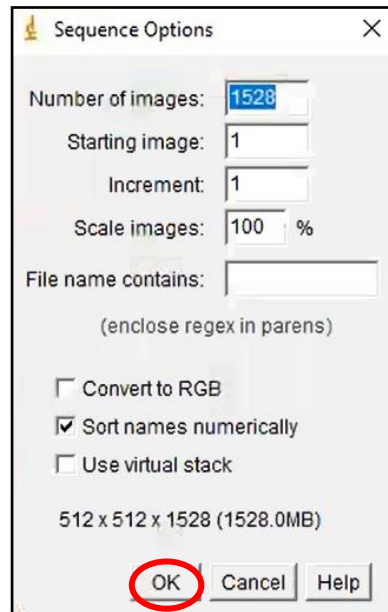 Sequence Options
Number of images: 1528
Starting image: 1
Increment: 1
Scale images: 100 %
File name contains:
(enclose regex in parens)
Convert to RGB
Sort names numerically
Use virtual stack
512 x 512 x 1528 (1528.0MB)
OK Cancel Help